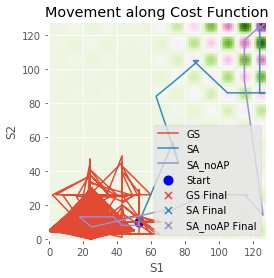 Movement along Cost Function
120
100
80
60
40
20
0
S2
GS
SA
SA_noAP
Start
GS Final
SA Final
SA_noAP Final
0 20 40 60 80 100 120
S1